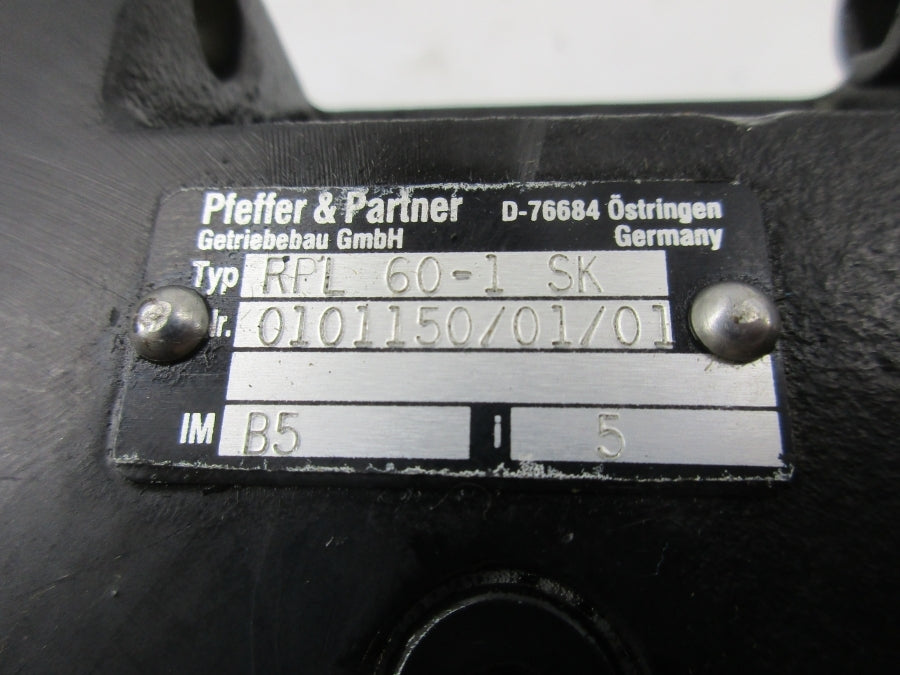 Pfeffer & Partner D-76684 Östringen
Getriebebau GmbH Germany
Typ RPL 60-1 SK
Nr. 0101150/01/01
IM B5 i 5